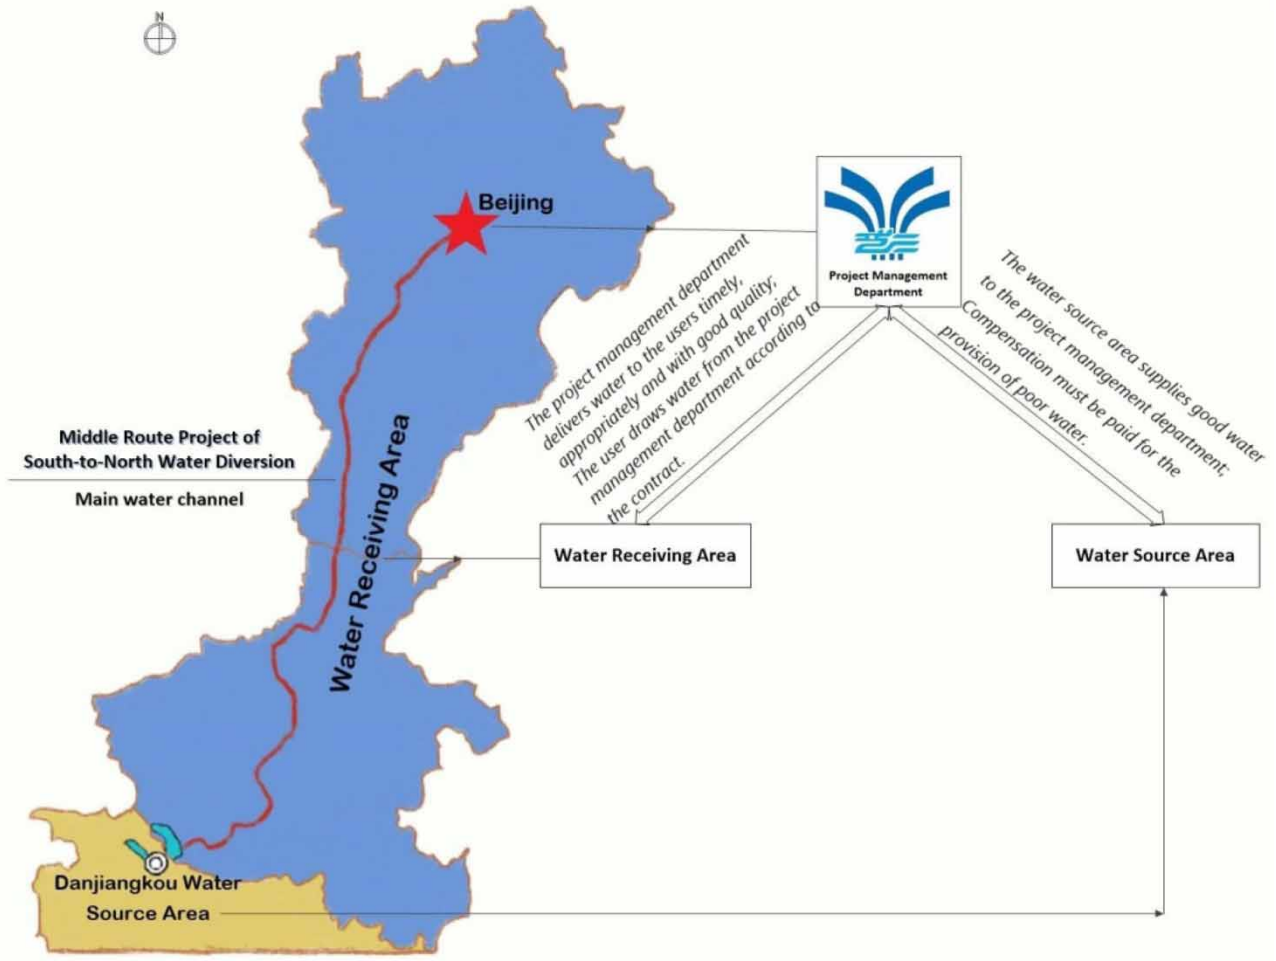 N
Beijing
Project Management
Department
The project management department
delivers water to the users timely,
appropriately and with good quality;
The user draws water from the project
management department according to
the contract.
The water source area supplies good water
to the project management department;
Compensation must be paid for the
provision of poor water.
Middle Route Project of
South-to-North Water Diversion
Main water channel
Water Receiving Area
Water Receiving Area
Water Source Area
Danjiangkou Water
Source Area